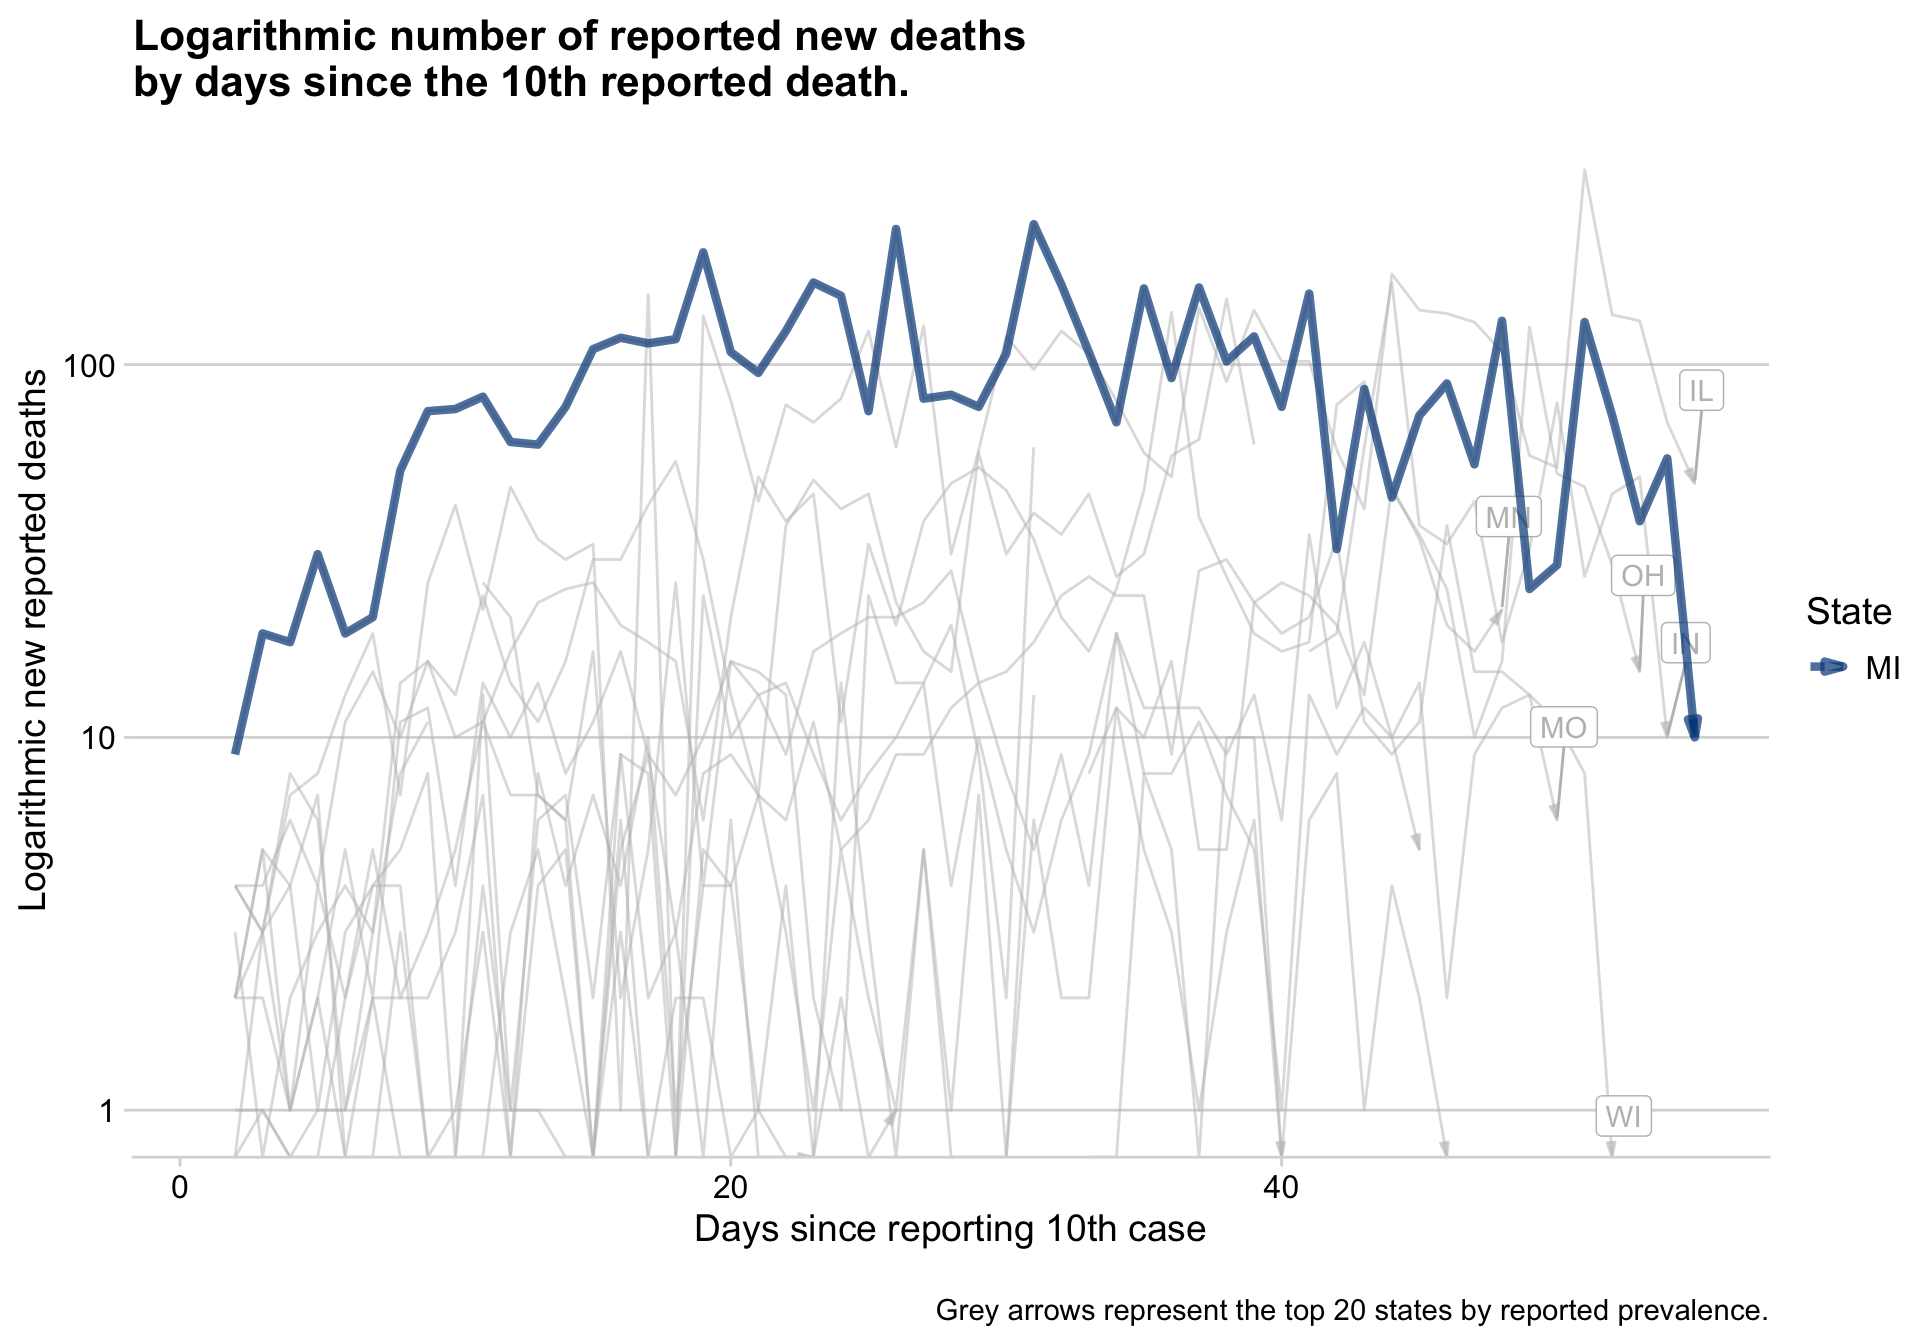 Logarithmic number of reported new deaths
by days since the 10th reported death.
Logarithmic new reported deaths
100
10
1
IL
MN
OH
IN
MO
WI
State
MI
0
20
40
Days since reporting 10th case
Grey arrows represent the top 20 states by reported prevalence.